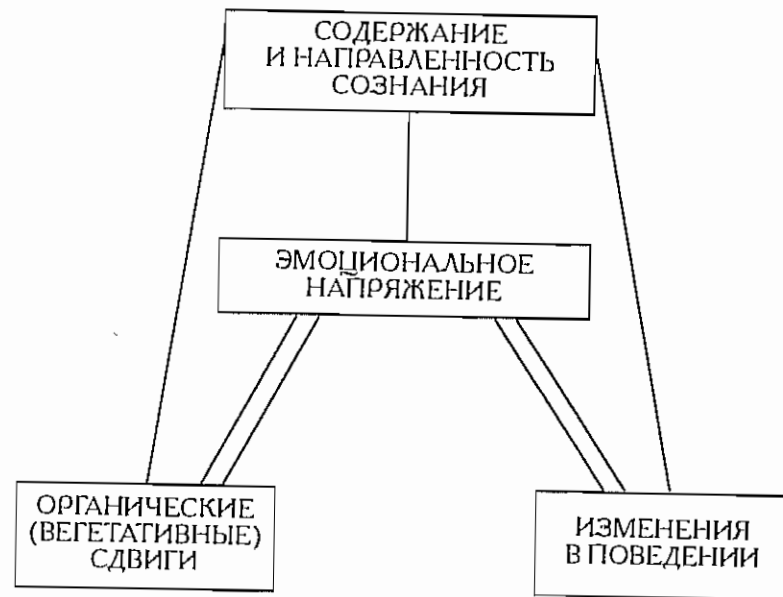 СОДЕРЖАНИЕ
И НАПРАВЛЕННОСТЬ
СОЗНАНИЯ
ЭМОЦИОНАЛЬНОЕ
НАПРЯЖЕНИЕ
ОРГАНИЧЕСКИЕ
(ВЕГЕТАТИВНЫЕ)
СДВИГИ
ИЗМЕНЕНИЯ
В ПОВЕДЕНИИ